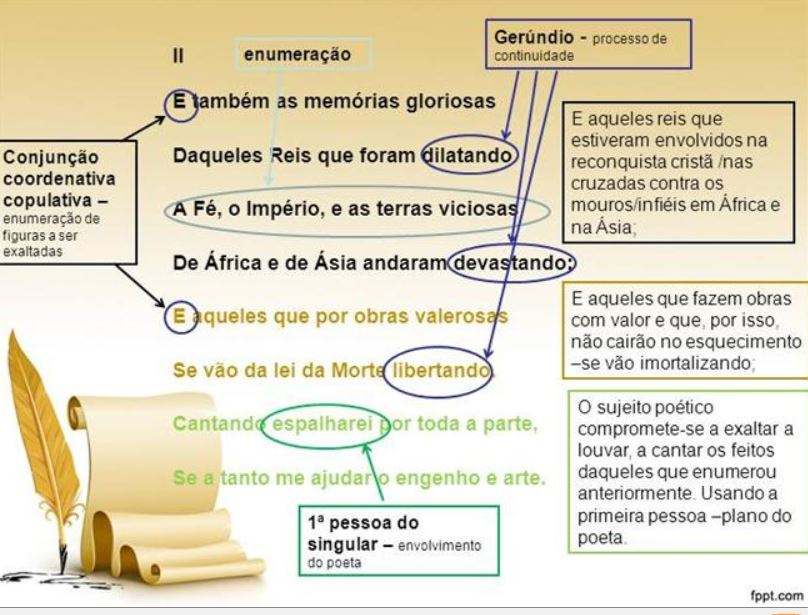 II
enumeração
Gerúndio - processo de
continuidade
E também as memórias gloriosas
Daqueles Reis que foram dilatando
A Fé, o Império, e as terras viciosas
De África e de Ásia andaram devastando;
E aqueles que por obras valerosas
Se vão da lei da Morte libertando,
Cantando espalharei por toda a parte,
Se a tanto me ajudar o engenho e arte.
Conjunção
coordenativa
copulativa –
enumeração de
figuras a ser
exaltadas
E aqueles reis que
estiveram envolvidos na
reconquista cristã /nas
cruzadas contra os
mouros/infiéis em África e
na Ásia;
E aqueles que fazem obras
com valor e que, por isso,
não cairão no esquecimento
–se vão imortalizando;
O sujeito poético
compromete-se a exaltar a
louvar, a cantar os feitos
daqueles que enumerou
anteriormente. Usando a
primeira pessoa –plano do
poeta.
1ª pessoa do
singular – envolvimento
do poeta
fppt.com